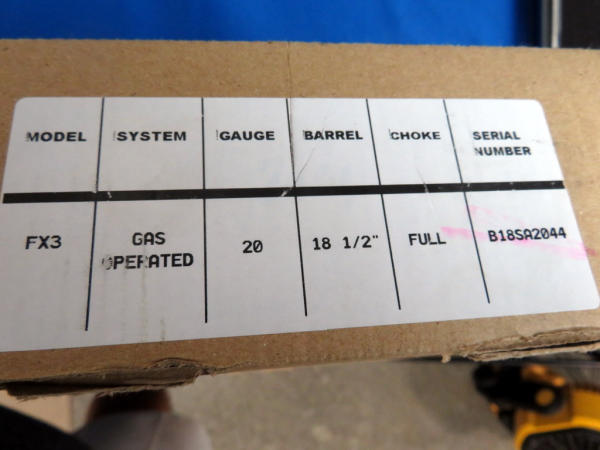 MODEL SYSTEM GAUGE BARREL CHOKE SERIAL NUMBER
FX3 GAS OPERATED 20 18 1/2" FULL B18SA2044